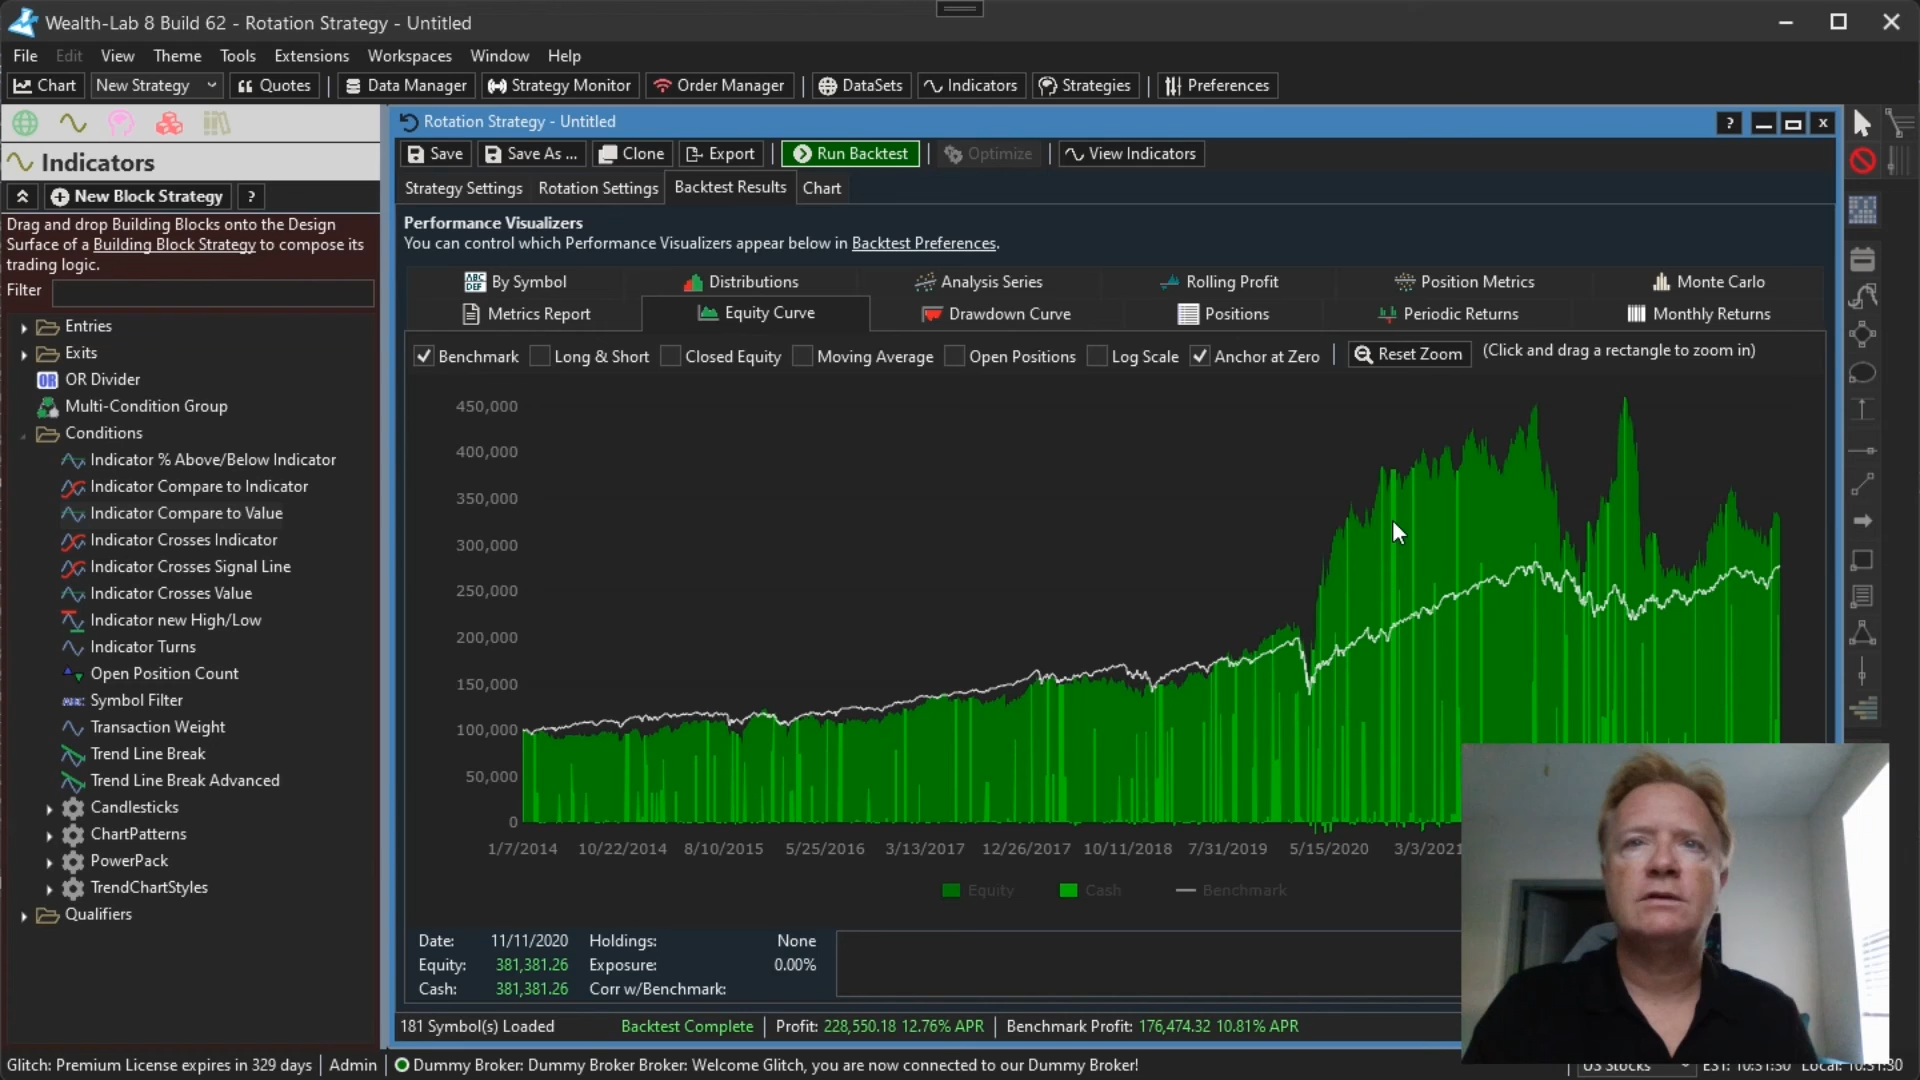 Wealth-Lab 8 Build 62 - Rotation Strategy - Untitled
File Edit View Theme Tools Extensions Workspaces Window Help
Chart New Strategy Quotes Data Manager Strategy Monitor Order Manager DataSets Indicators Strategies Preferences
Indicators
New Block Strategy ?
Drag and drop Building Blocks onto the Design
Surface of a Building Block Strategy to compose its
trading logic.
Filter
Entries
Exits
OR OR Divider
Multi-Condition Group
Conditions
Indicator % Above/Below Indicator
Indicator Compare to Indicator
Indicator Compare to Value
Indicator Crosses Indicator
Indicator Crosses Signal Line
Indicator Crosses Value
Indicator new High/Low
Indicator Turns
Open Position Count
Symbol Filter
Transaction Weight
Trend Line Break
Trend Line Break Advanced
Candlesticks
ChartPatterns
PowerPack
TrendChartStyles
Qualifiers
Rotation Strategy - Untitled ?
Save Save As ... Clone Export Run Backtest Optimize View Indicators
Strategy Settings Rotation Settings Backtest Results Chart
Performance Visualizers
You can control which Performance Visualizers appear below in Backtest Preferences.
ABC DEF By Symbol Distributions Analysis Series Rolling Profit Position Metrics Monte Carlo
Metrics Report Equity Curve Drawdown Curve Positions Periodic Returns Monthly Returns
Benchmark Long & Short Closed Equity Moving Average Open Positions Log Scale Anchor at Zero Reset Zoom (Click and drag a rectangle to zoom in)
450,000
400,000
350,000
300,000
250,000
200,000
150,000
100,000
50,000
0
1/7/2014 10/22/2014 8/10/2015 5/25/2016 3/13/2017 12/26/2017 10/11/2018 7/31/2019 5/15/2020 3/3/2021
Equity Cash Benchmark
Date: 11/11/2020 Holdings: None
Equity: 381,381.26 Exposure: 0.00%
Cash: 381,381.26 Corr w/Benchmark:
181 Symbol(s) Loaded Backtest Complete Profit: 228,550.18 12.76% APR Benchmark Profit: 176,474.32 10.81% APR
Glitch: Premium License expires in 329 days Admin Dummy Broker: Dummy Broker Broker: Welcome Glitch, you are now connected to our Dummy Broker! US Stocks EST: Local: